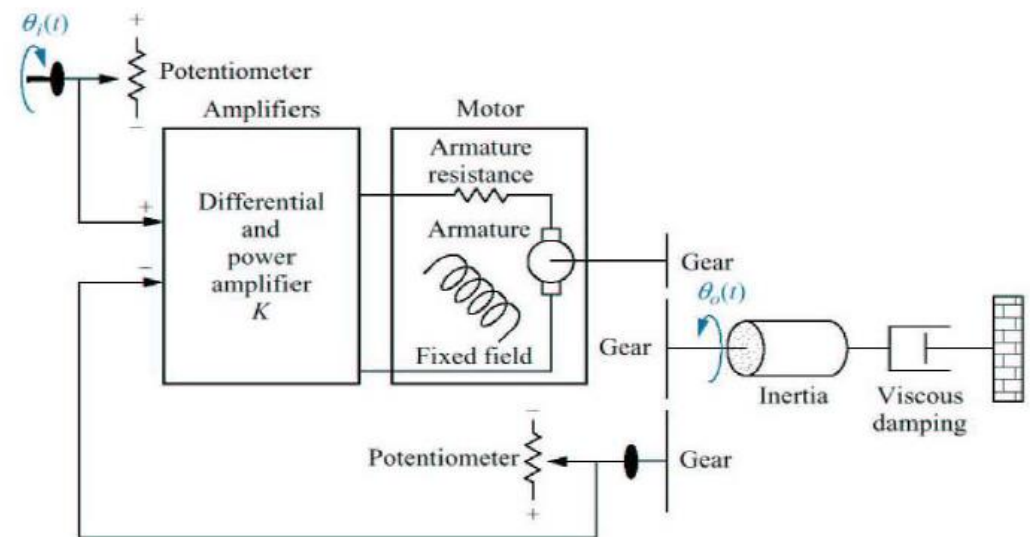 θi(t)
+
Potentiometer
−
Amplifiers
Motor
Armature
resistance
+
Differential
and
power
amplifier
K
−
Armature
Fixed field
Gear
θo(t)
Gear
Inertia
Viscous
damping
−
Potentiometer
+
Gear